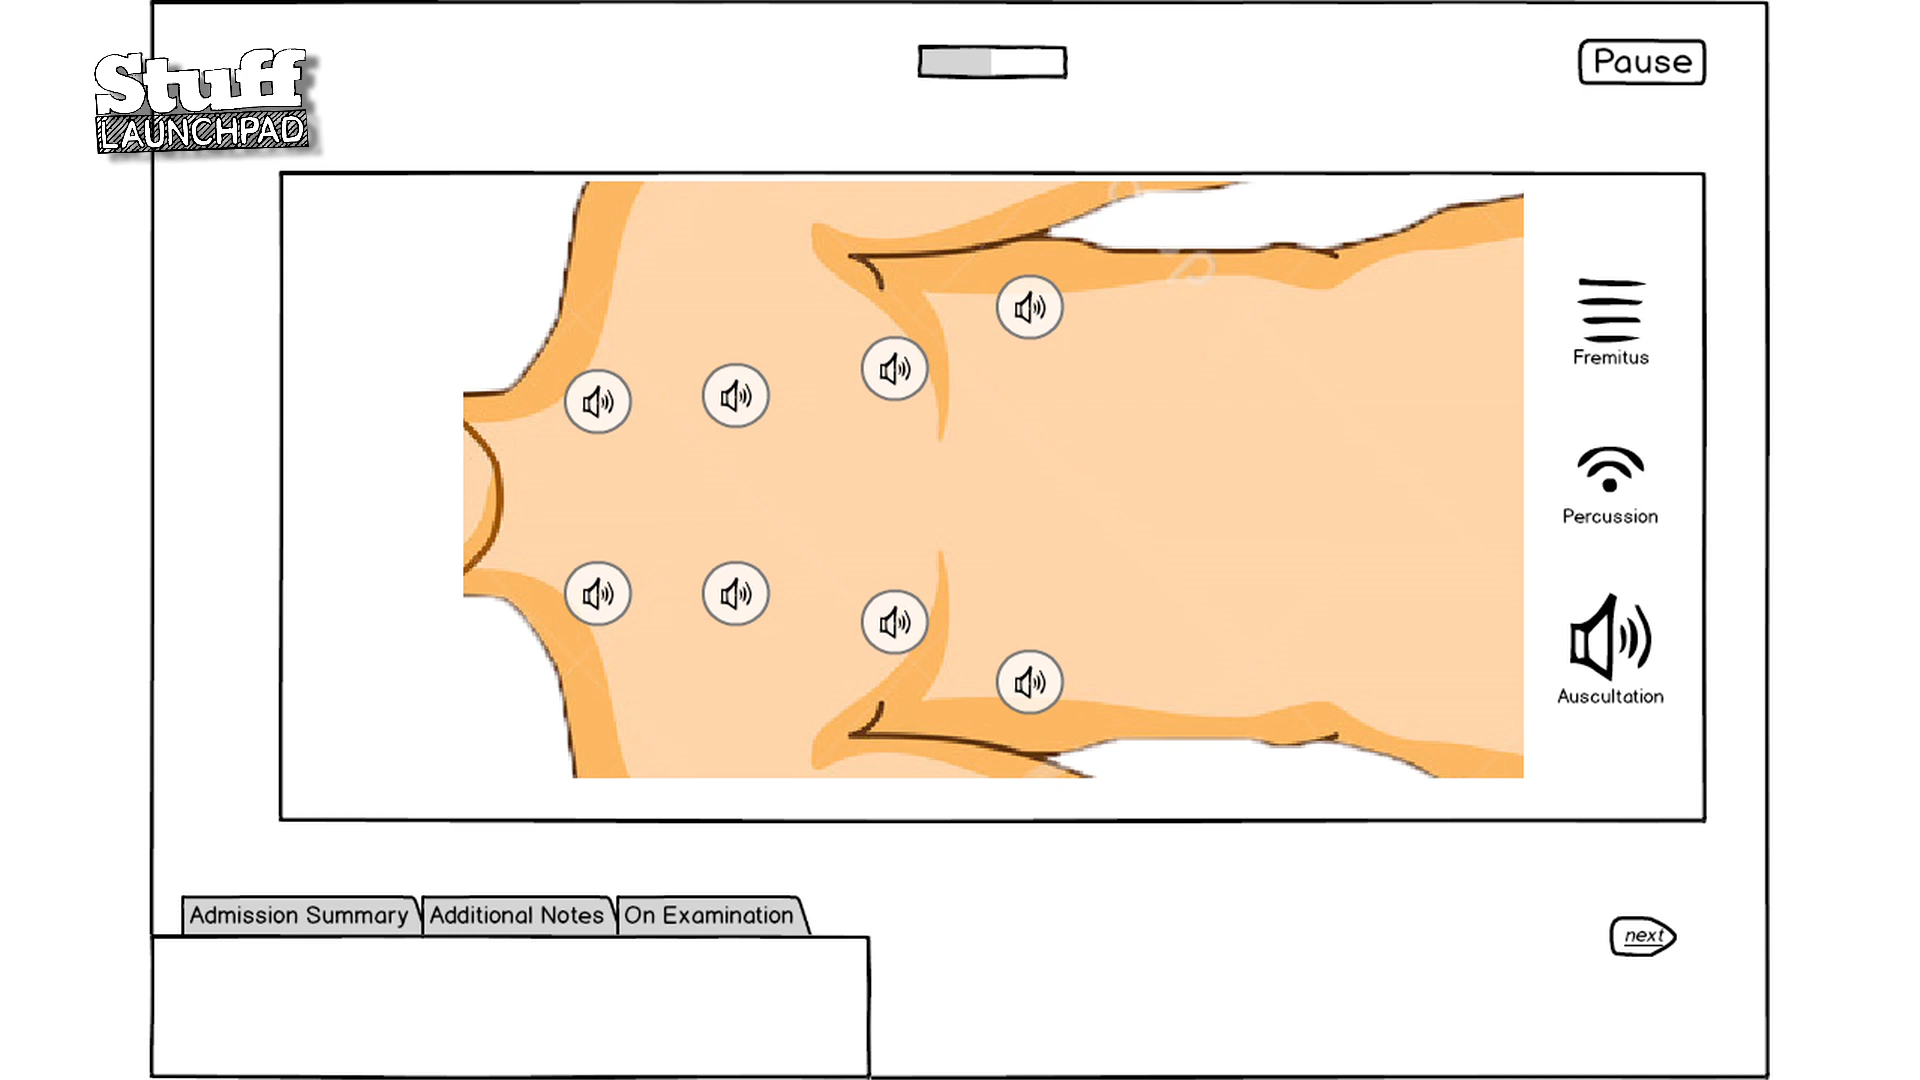 Stuff
LAUNCHPAD
Pause
Fremitus
Percussion
Auscultation
Admission Summary
Additional Notes
On Examination
next